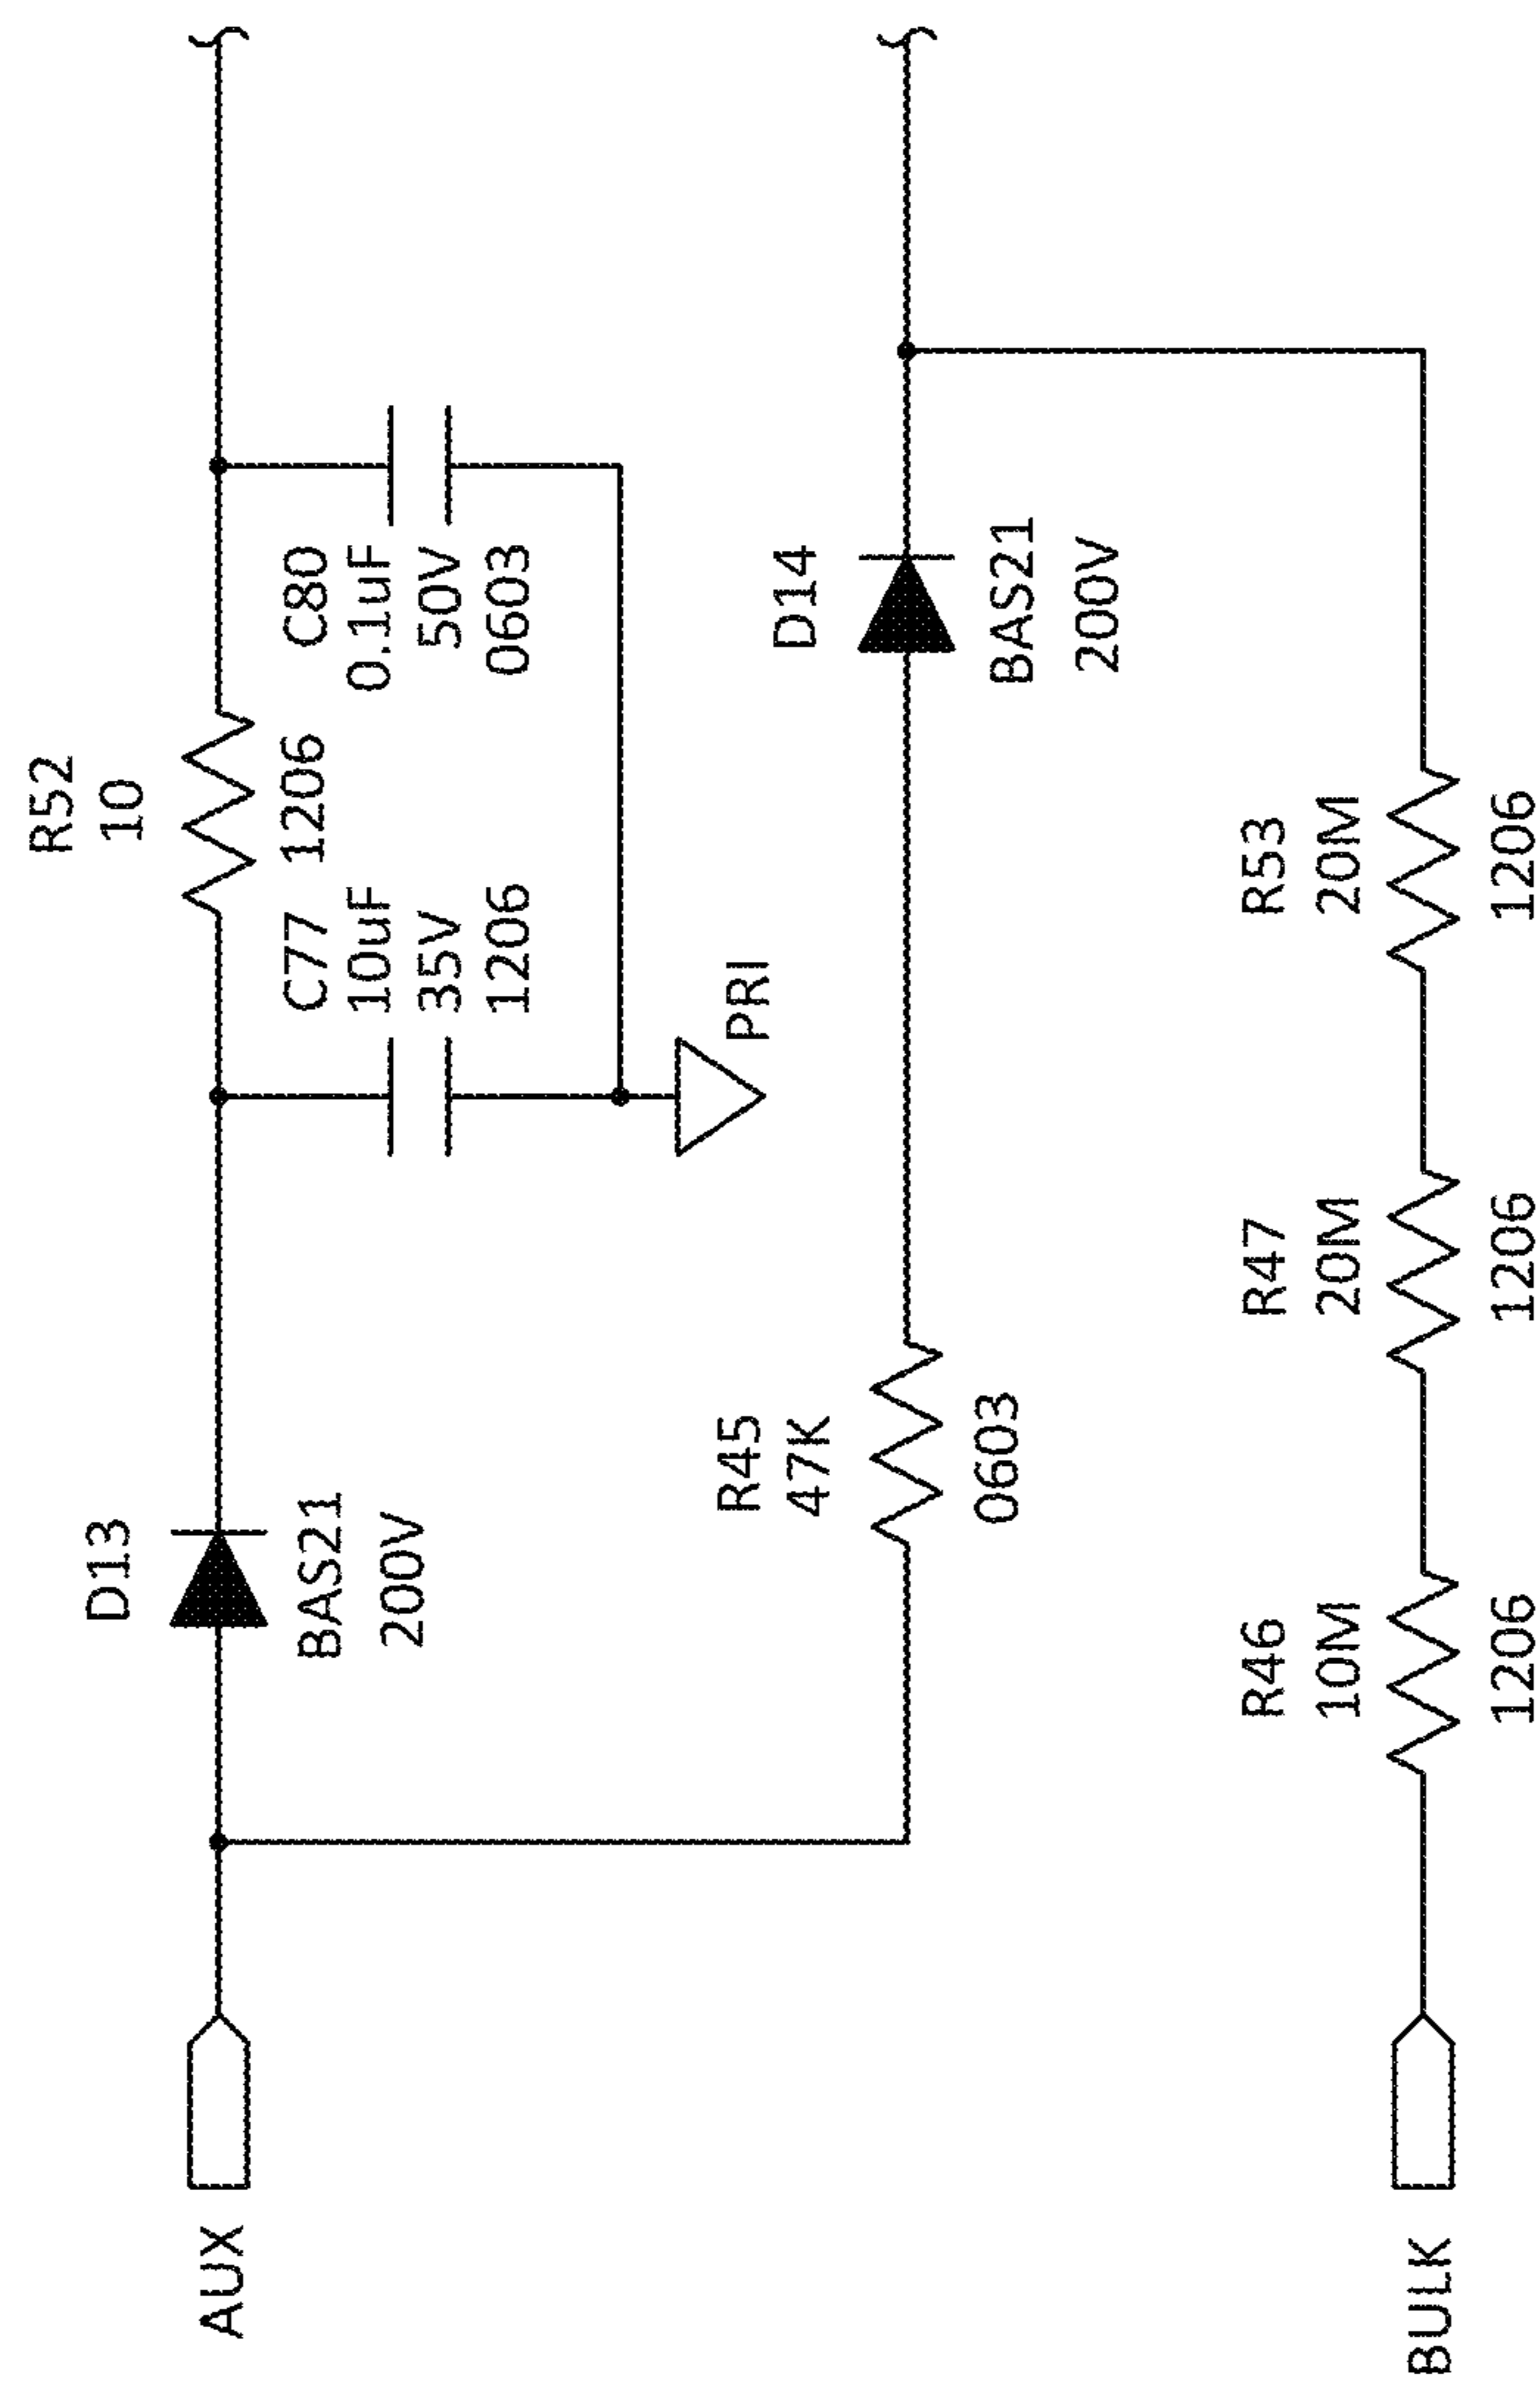 R52
10
1206
D13
BAS21
200V
C77
10uF
35V
1206
C80
0.1uF
50V
0603
PRI
AUX
R45
47K
0603
D14
BAS21
200V
R46
10M
1206
R47
20M
1206
R53
20M
1206
BULK